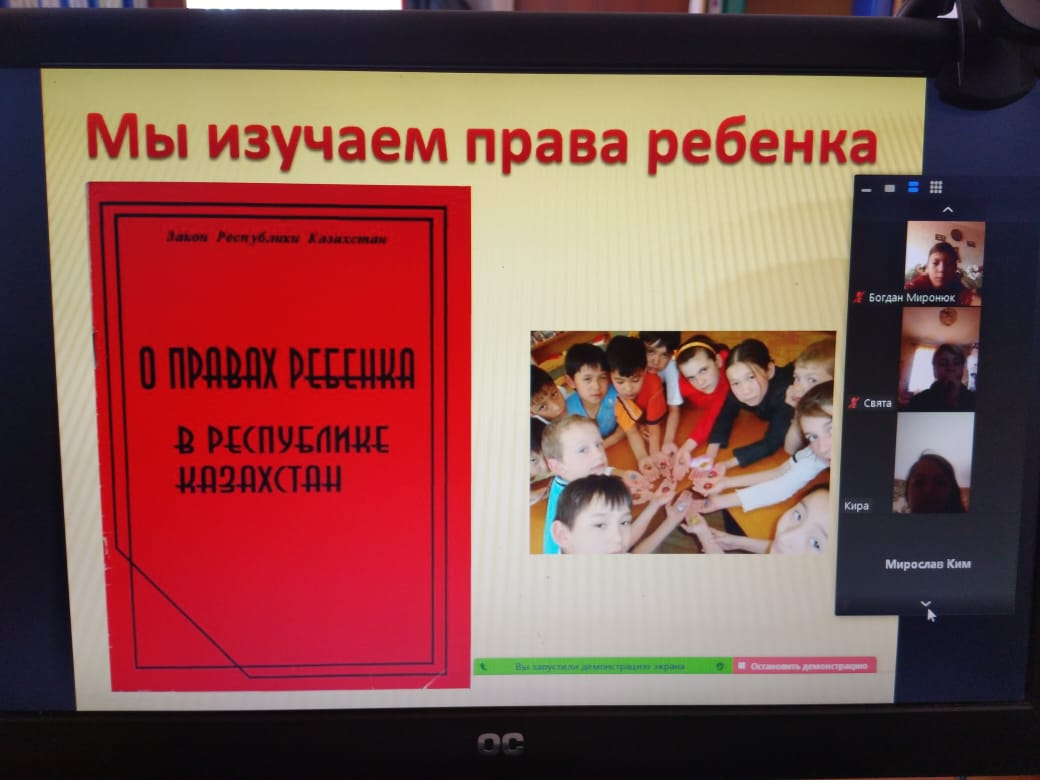 Мы изучаем права ребенка
Закон Республики Казахстан
О ПРАВАХ РЕБЕНКА
В РЕСПУБЛИКЕ
КАЗАХСТАН
Богдан Миронюк
Свята
Кира
Мирослав Ким
Вы запустили демонстрацию экрана
Остановить демонстрацию
OC